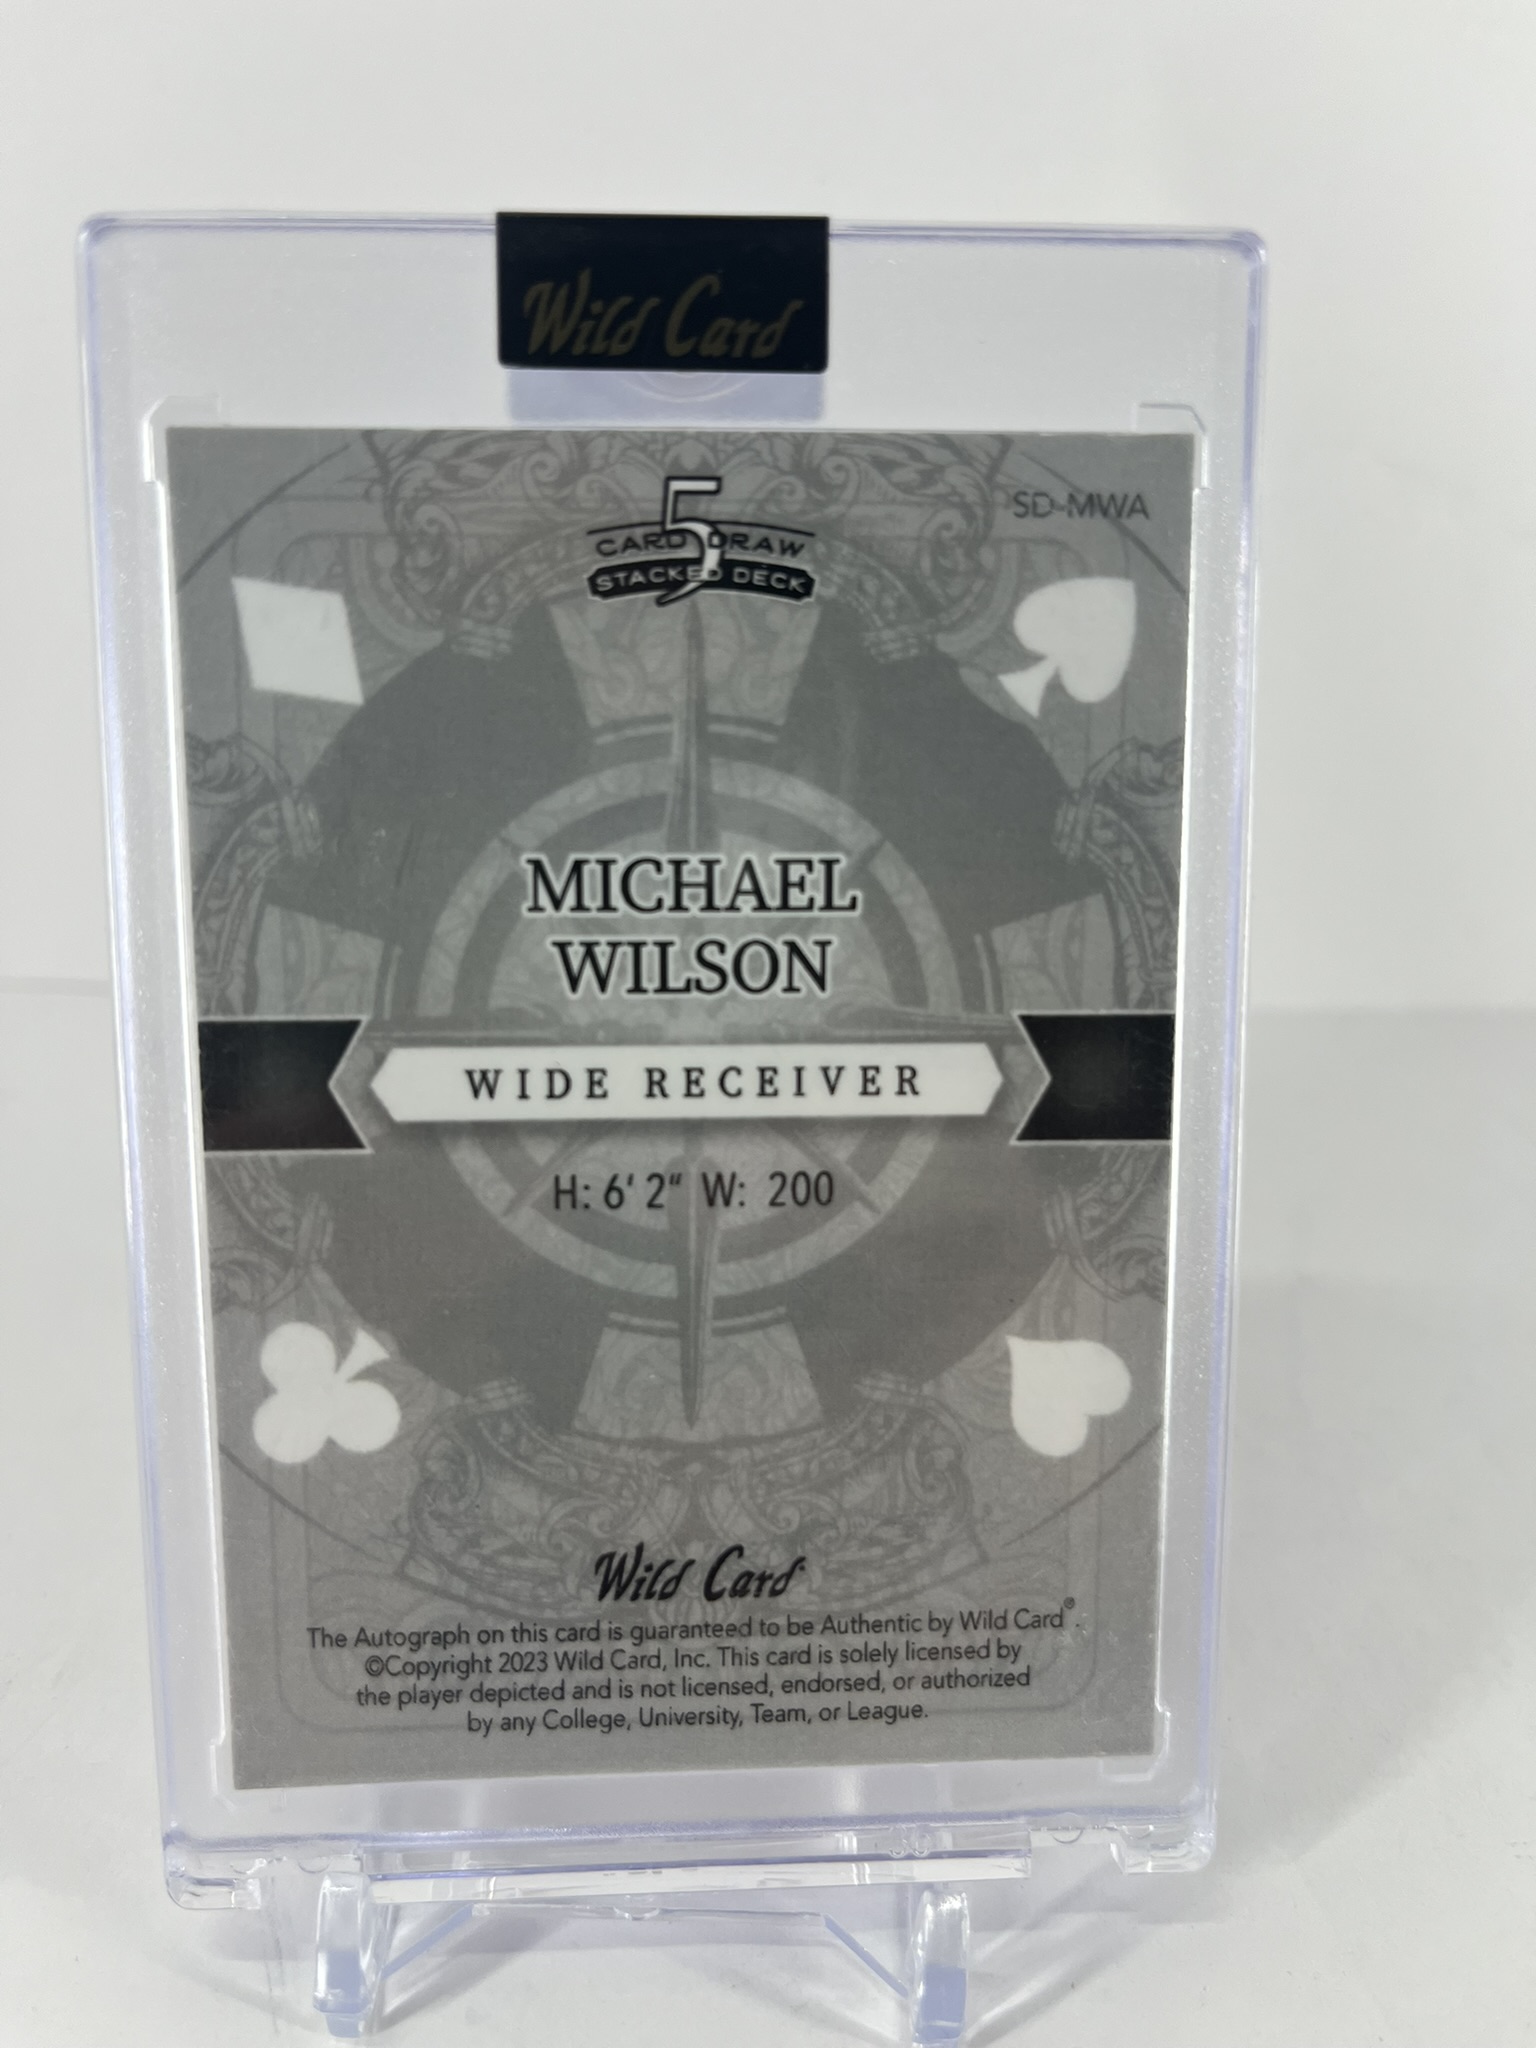 Wild Card
SD-MWA
5
CARD DRAW
STACKED DECK
MICHAEL
WILSON
WIDE RECEIVER
H: 6' 2" W: 200
Wild Card
The Autograph on this card is guaranteed to be Authentic by Wild Card®.
©Copyright 2023 Wild Card, Inc. This card is solely licensed by
the player depicted and is not licensed, endorsed, or authorized
by any College, University, Team, or League.